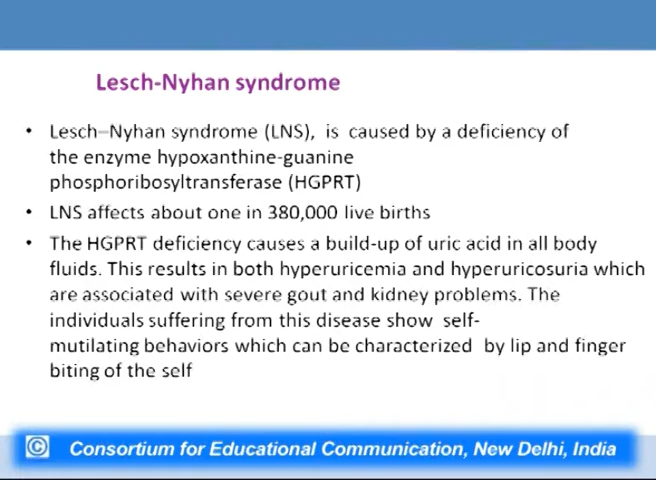 Lesch-Nyhan syndrome
• Lesch–Nyhan syndrome (LNS), is caused by a deficiency of
the enzyme hypoxanthine-guanine
phosphoribosyltransferase (HGPRT)
• LNS affects about one in 380,000 live births
• The HGPRT deficiency causes a build-up of uric acid in all body
fluids. This results in both hyperuricemia and hyperuricosuria which
are associated with severe gout and kidney problems. The
individuals suffering from this disease show self-
mutilating behaviors which can be characterized by lip and finger
biting of the self
© Consortium for Educational Communication, New Delhi, India